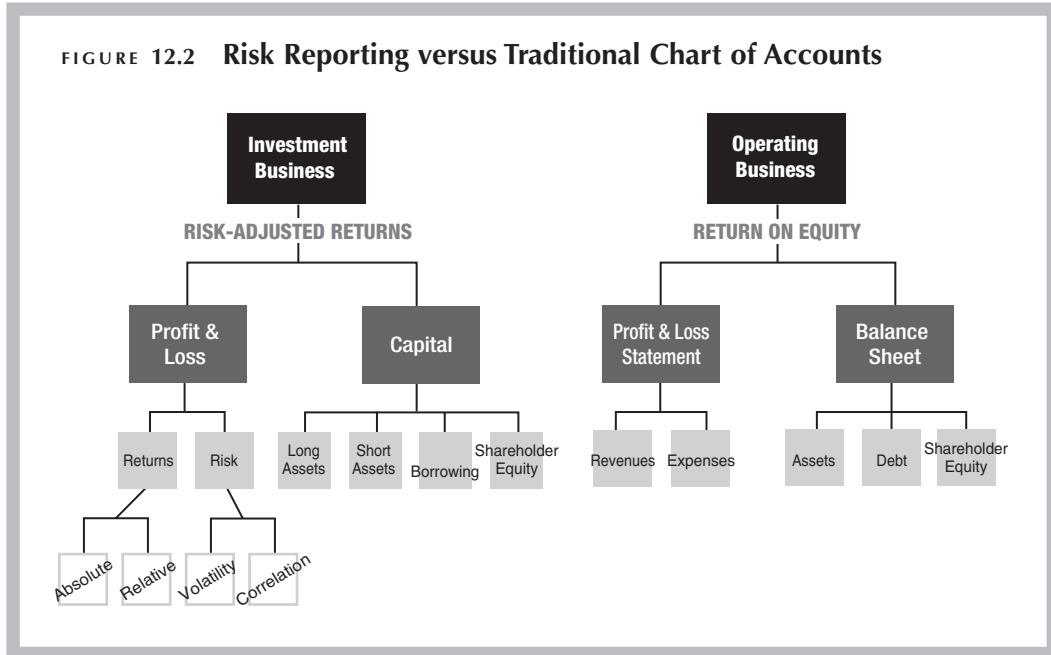 FIGURE 12.2 Risk Reporting versus Traditional Chart of Accounts
Investment
Business
RISK-ADJUSTED RETURNS
Profit &
Loss
Capital
Returns
Risk
Long
Assets
Short
Assets
Borrowing
Shareholder
Equity
Absolute
Relative
Volatility
Correlation
Operating
Business
RETURN ON EQUITY
Profit & Loss
Statement
Balance
Sheet
Revenues
Expenses
Assets
Debt
Shareholder
Equity